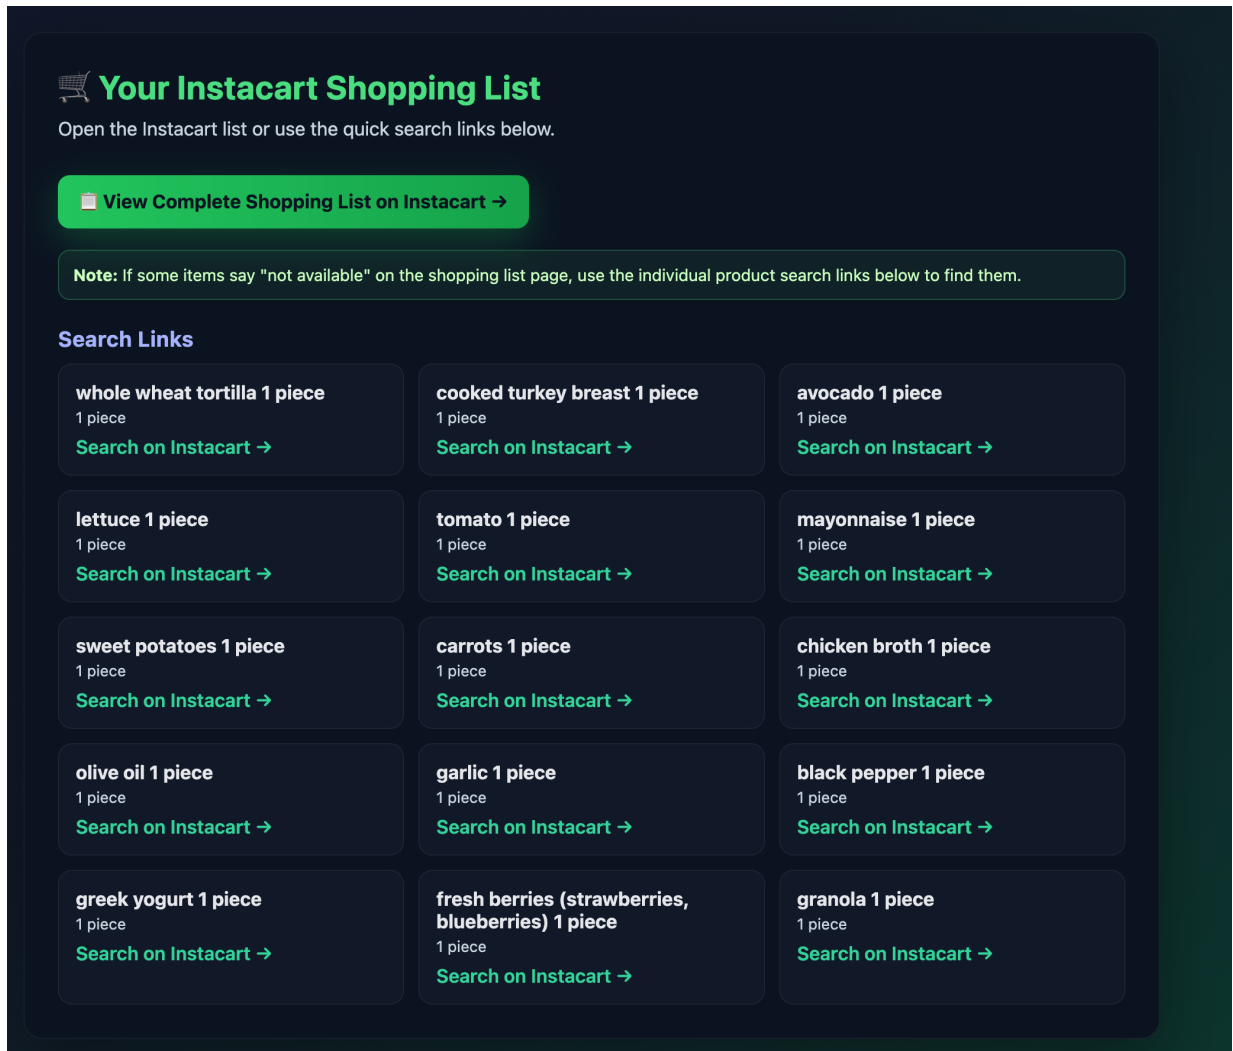 Your Instacart Shopping List
Open the Instacart list or use the quick search links below.
View Complete Shopping List on Instacart →
Note: If some items say "not available" on the shopping list page, use the individual product search links below to find them.
Search Links
whole wheat tortilla 1 piece
1 piece
Search on Instacart →
cooked turkey breast 1 piece
1 piece
Search on Instacart →
avocado 1 piece
1 piece
Search on Instacart →
lettuce 1 piece
1 piece
Search on Instacart →
tomato 1 piece
1 piece
Search on Instacart →
mayonnaise 1 piece
1 piece
Search on Instacart →
sweet potatoes 1 piece
1 piece
Search on Instacart →
carrots 1 piece
1 piece
Search on Instacart →
chicken broth 1 piece
1 piece
Search on Instacart →
olive oil 1 piece
1 piece
Search on Instacart →
garlic 1 piece
1 piece
Search on Instacart →
black pepper 1 piece
1 piece
Search on Instacart →
greek yogurt 1 piece
1 piece
Search on Instacart →
fresh berries (strawberries,
blueberries) 1 piece
1 piece
Search on Instacart →
granola 1 piece
1 piece
Search on Instacart →